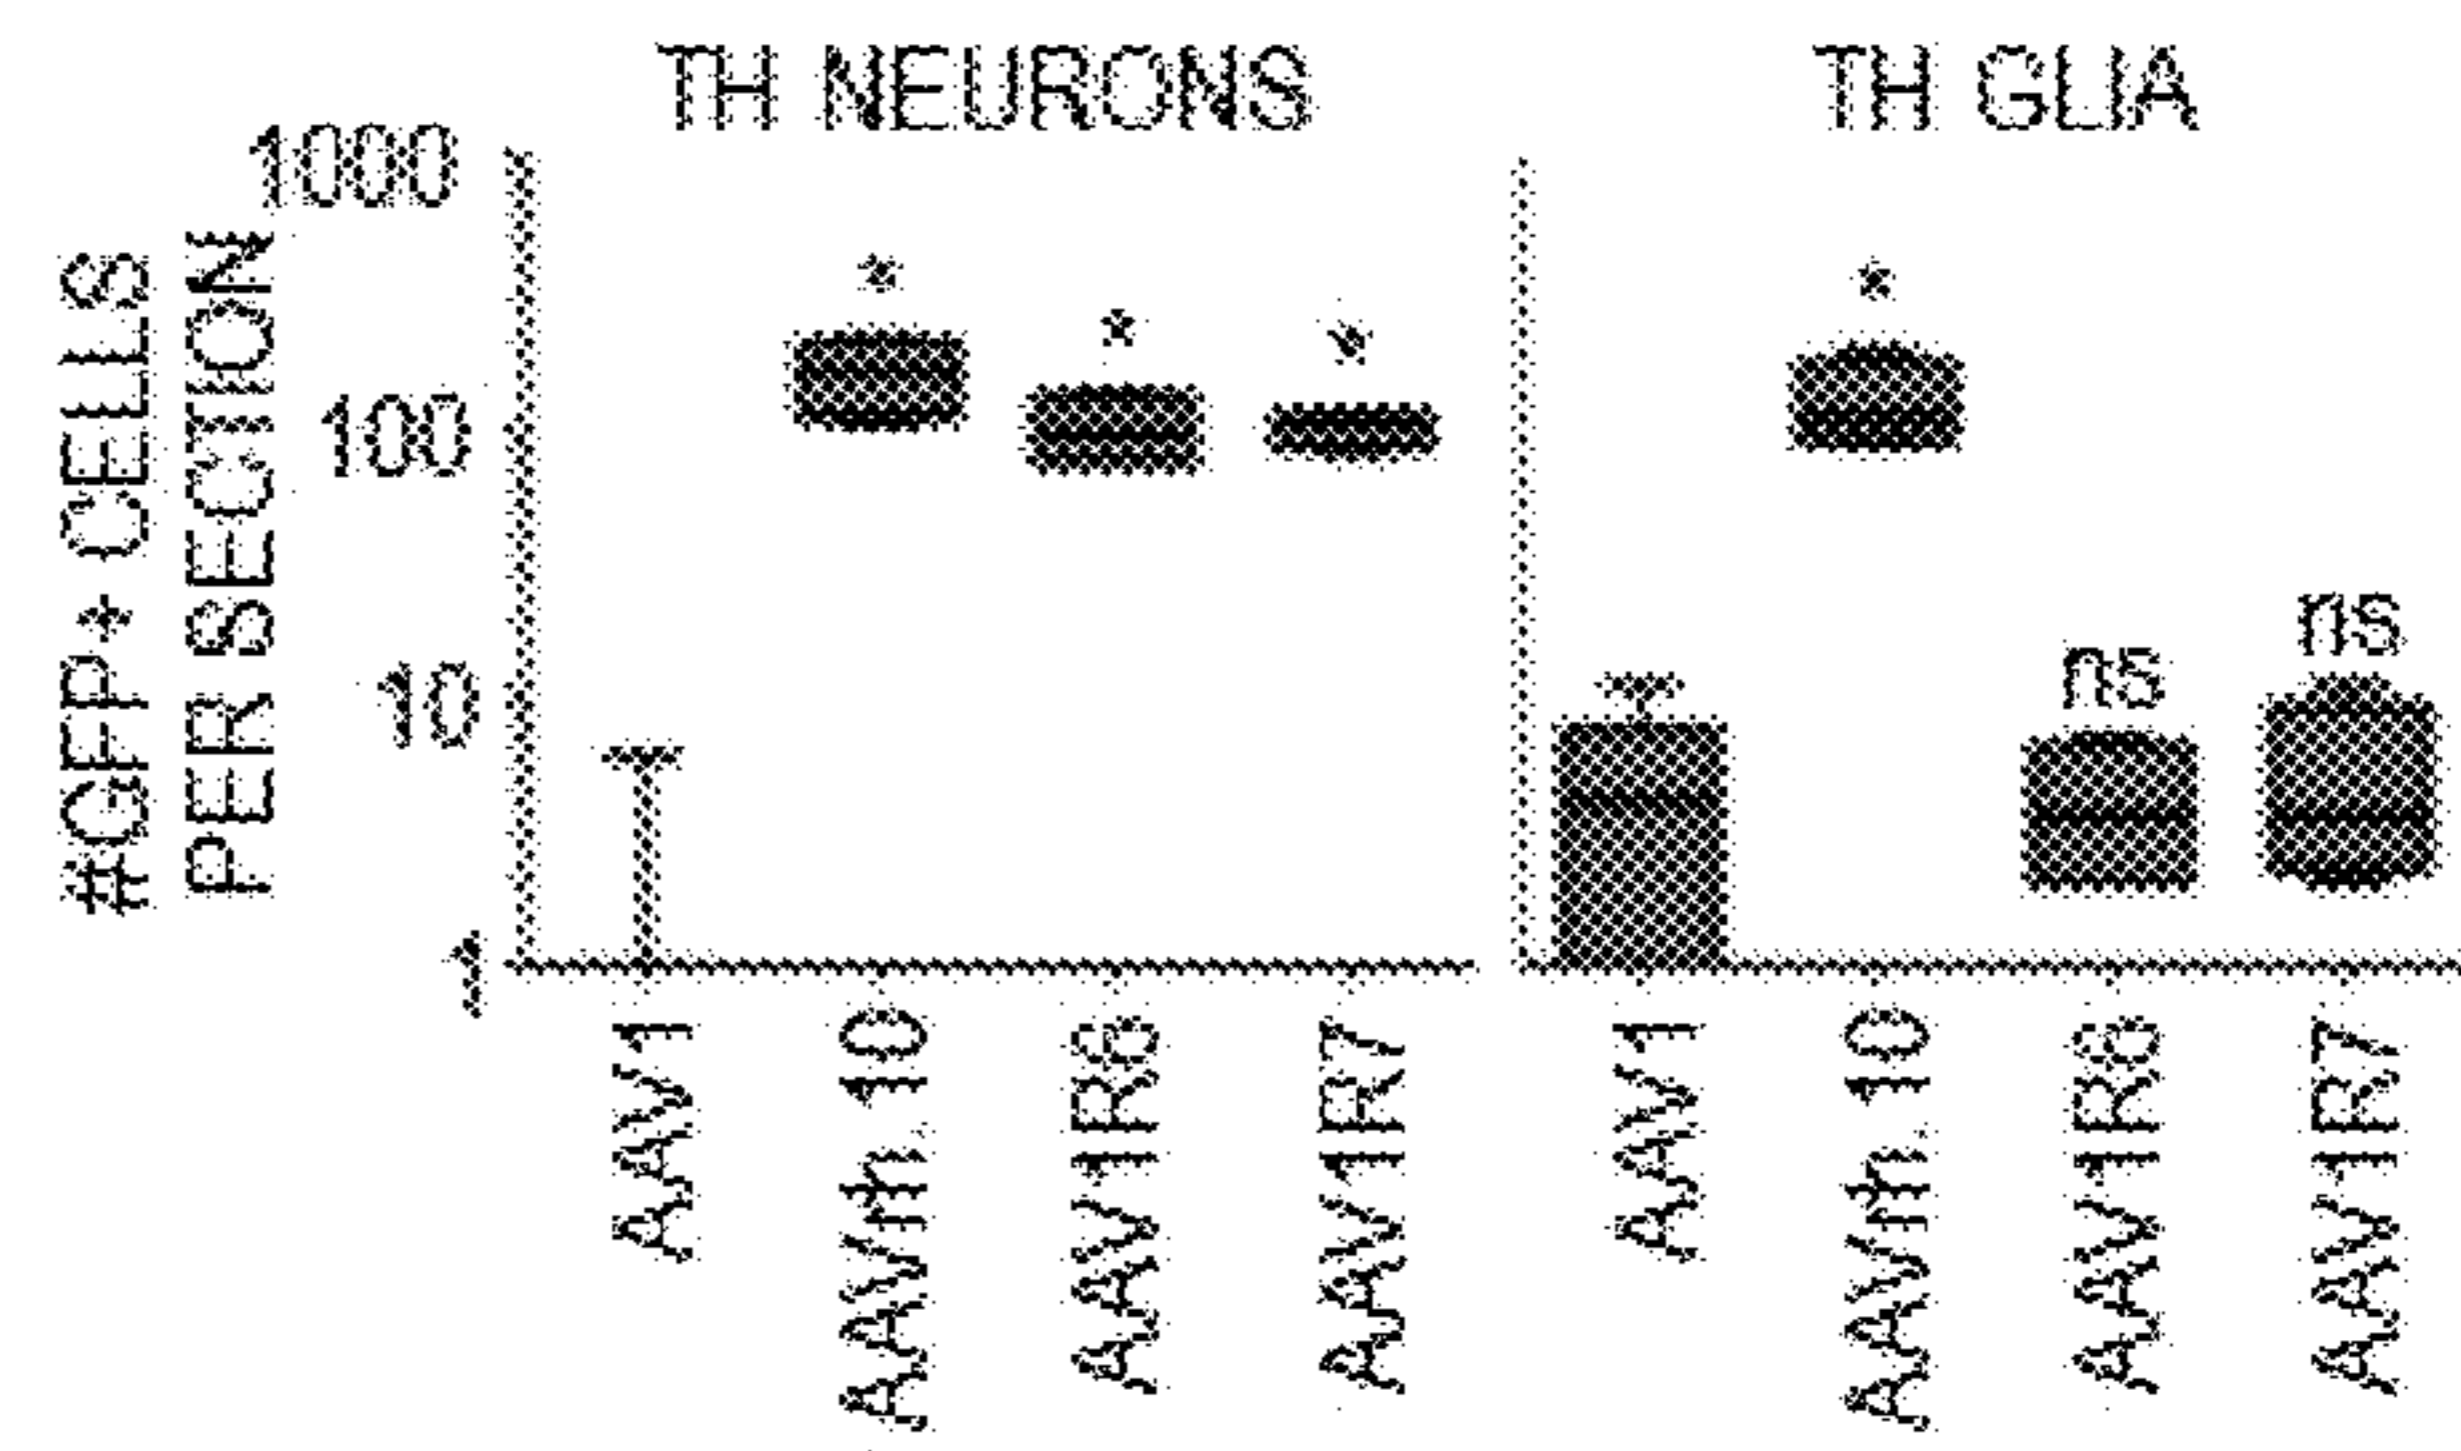 TH NEURONS
TH GLIA
#GFP+ CELLS
PER SECTION
1000
100
10
1
*
*
*
*
ns
ns
AAV1
AAVrh.10
AAV1R6
AAV1R7
AAV1
AAVrh.10
AAV1R6
AAV1R7